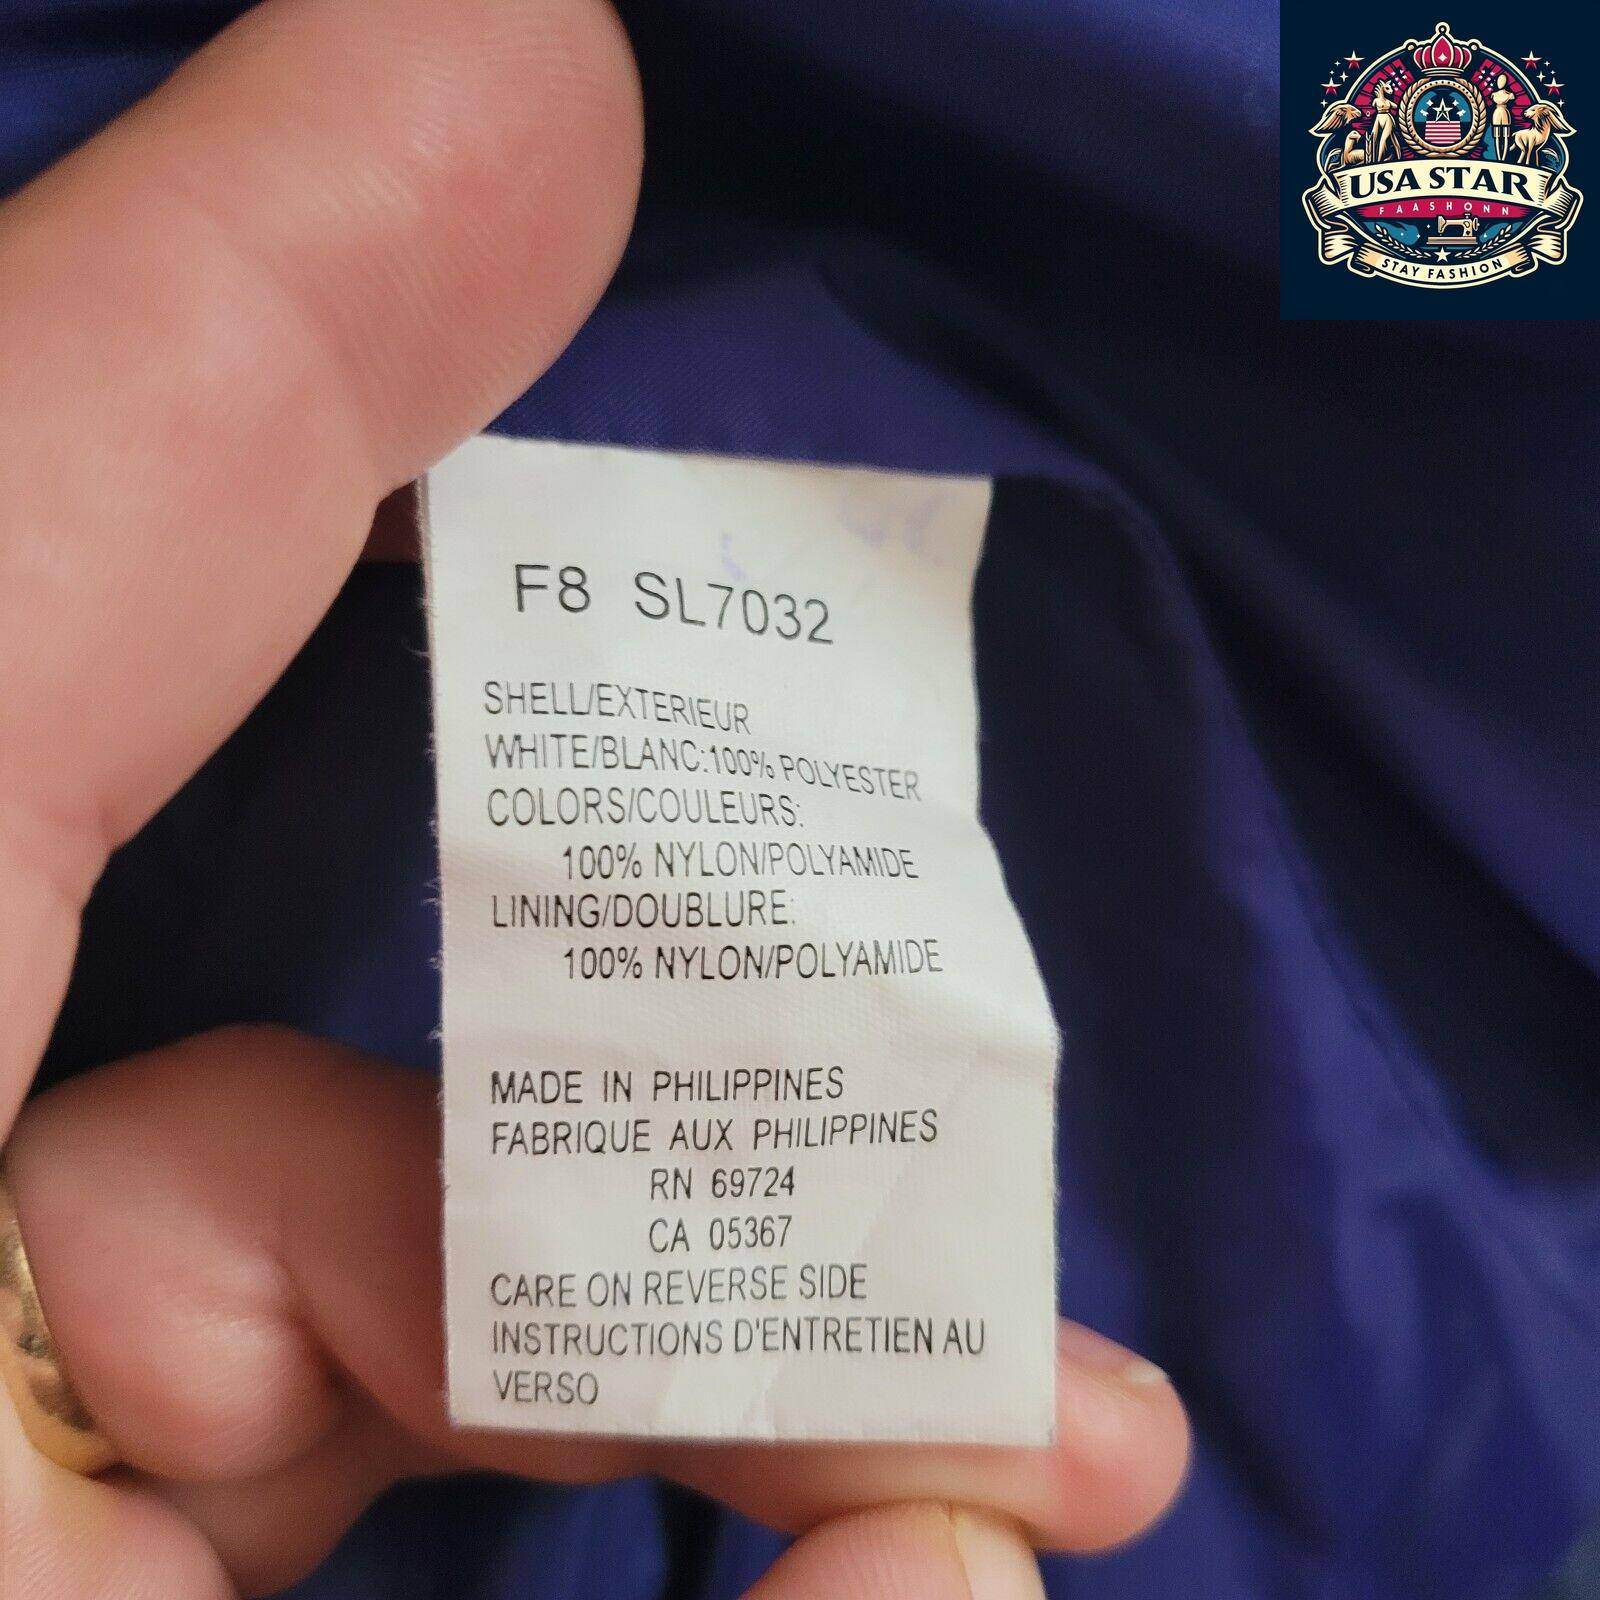 USA STAR
FAASHONN
STAY FASHION
F8 SL7032
SHELL/EXTERIEUR
WHITE/BLANC:100% POLYESTER
COLORS/COULEURS:
100% NYLON/POLYAMIDE
LINING/DOUBLURE:
100% NYLON/POLYAMIDE
MADE IN PHILIPPINES
FABRIQUE AUX PHILIPPINES
RN 69724
CA 05367
CARE ON REVERSE SIDE
INSTRUCTIONS D'ENTRETIEN AU
VERSO